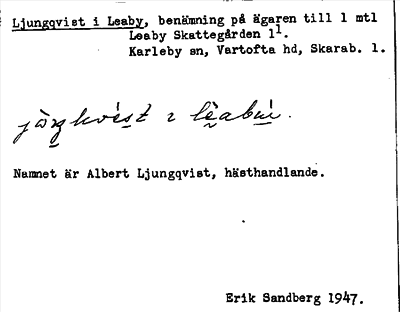 Ljungqvist i Leaby, benämning på ägaren till 1 mtl
Leaby Skattegården 1¹.
Karleby sn, Vartofta hd, Skarab. l.
i
Namnet är Albert Ljungqvist, hästhandlande.
Erik Sandberg 1947.